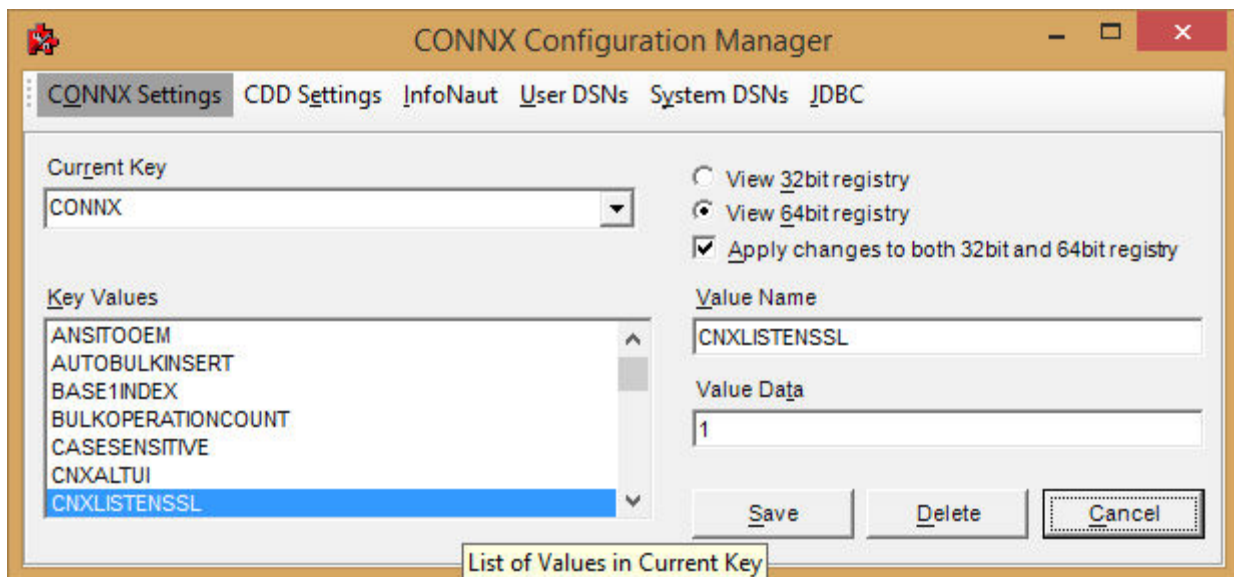 CONNX Configuration Manager
CONNX Settings CDD Settings InfoNaut User DSNs System DSNs JDBC
Current Key
CONNX
View 32bit registry
View 64bit registry
Apply changes to both 32bit and 64bit registry
Key Values
ANSITOOEM
AUTOBULKINSERT
BASE1INDEX
BULKOPERATIONCOUNT
CASESENSITIVE
CNXALTUI
CNXLISTENSSL
Value Name
CNXLISTENSSL
Value Data
1
Save Delete Cancel
List of Values in Current Key